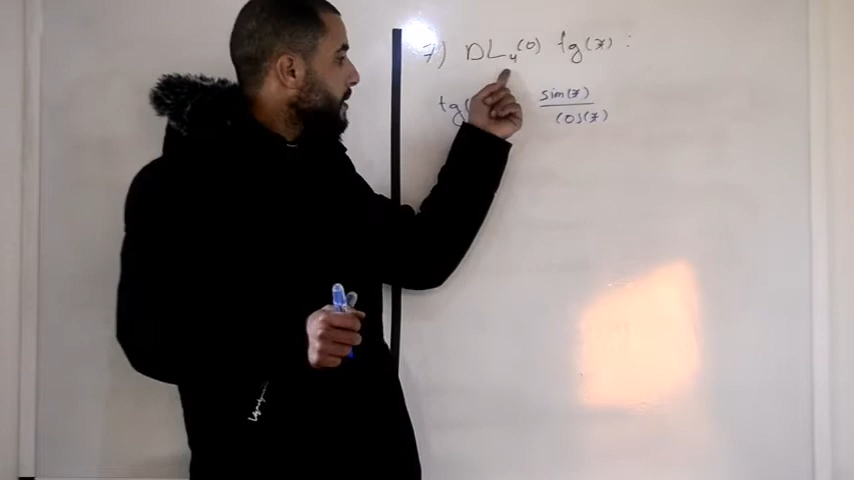 7) DL₄(0) tg(x) :
tg( sin(x) / cos(x)